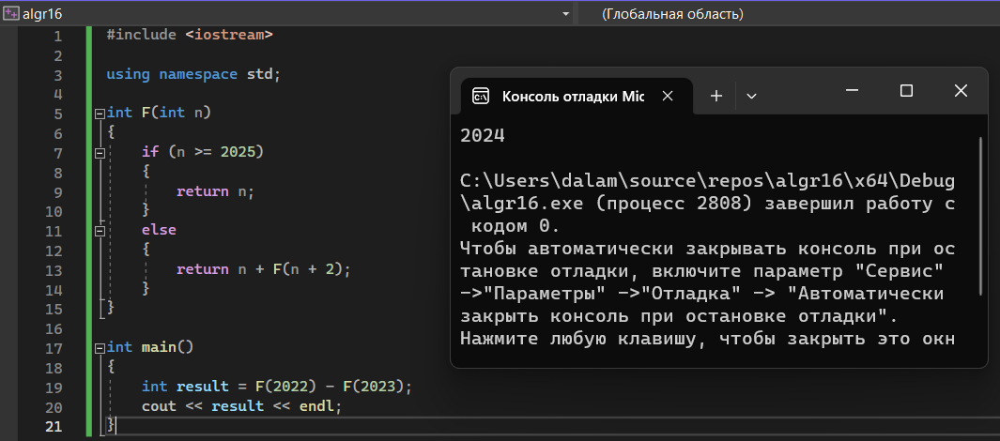 algr16
(Глобальная область)
1 #include <iostream>
2
3 using namespace std;
4
5 int F(int n)
6 {
7 if (n >= 2025)
8 {
9 return n;
10 }
11 else
12 {
13 return n + F(n + 2);
14 }
15 }
16
17 int main()
18 {
19 int result = F(2022) - F(2023);
20 cout << result << endl;
21 }
Консоль отладки Mic
2024
C:\Users\dalam\source\repos\algr16\x64\Debug
\algr16.exe (процесс 2808) завершил работу с
кодом 0.
Чтобы автоматически закрывать консоль при ос
тановке отладки, включите параметр "Сервис"
->"Параметры" ->"Отладка" -> "Автоматически
закрыть консоль при остановке отладки".
Нажмите любую клавишу, чтобы закрыть это окн